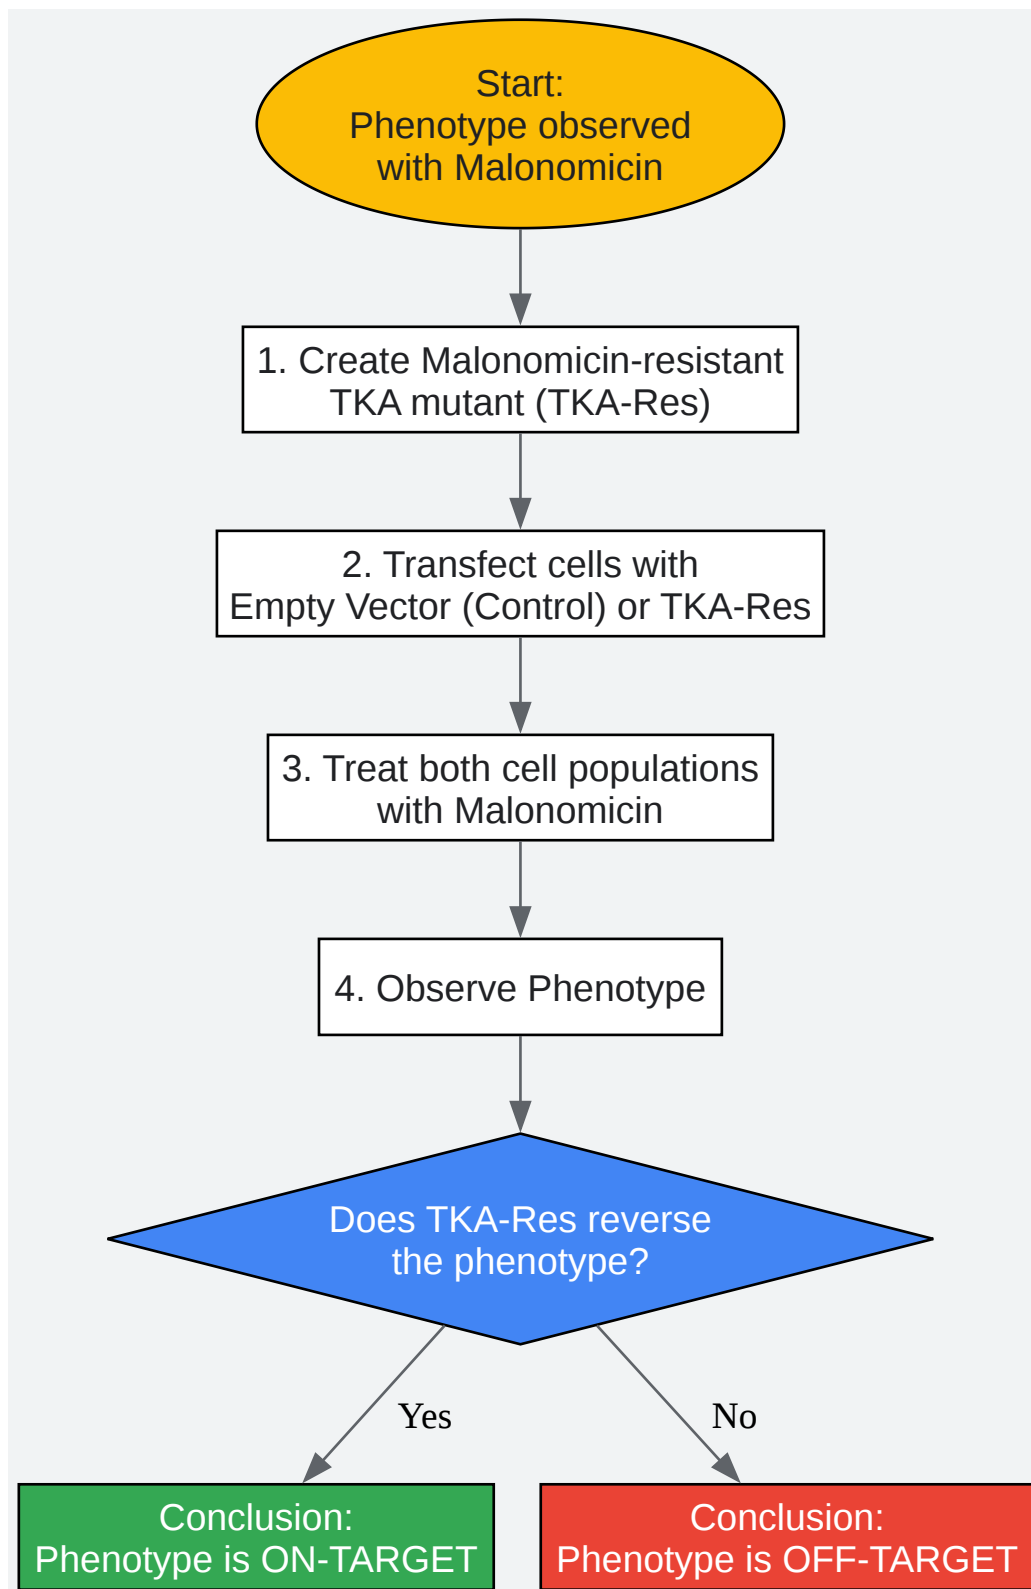 Start:
Phenotype observed
with Malonomicin
1. Create Malonomicin-resistant
TKA mutant (TKA-Res)
2. Transfect cells with
Empty Vector (Control) or TKA-Res
3. Treat both cell populations
with Malonomicin
4. Observe Phenotype
Does TKA-Res reverse
the phenotype?
Yes
No
Conclusion:
Phenotype is ON-TARGET
Conclusion:
Phenotype is OFF-TARGET